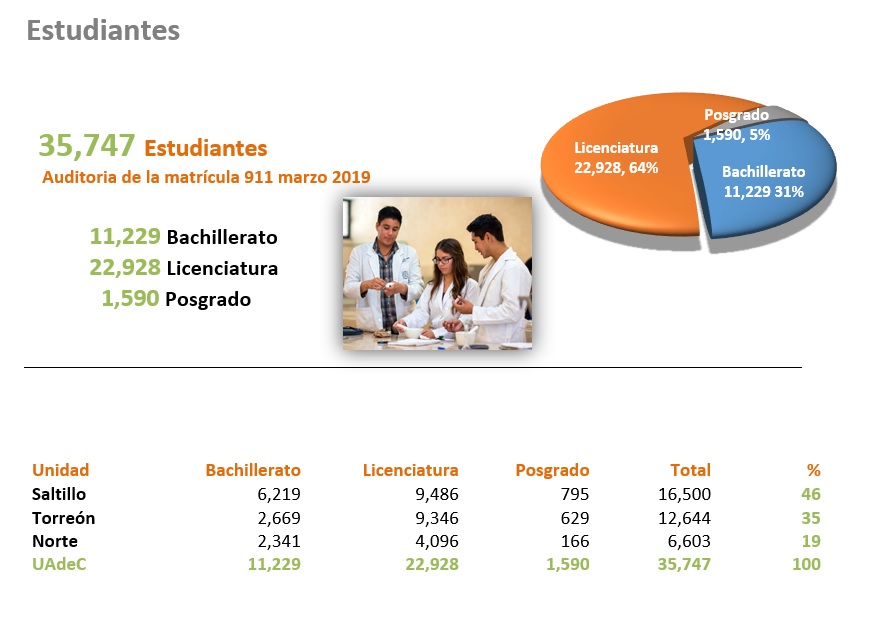 Estudiantes
35,747 Estudiantes
Auditoria de la matrícula 911 marzo 2019
11,229 Bachillerato
22,928 Licenciatura
1,590 Posgrado
Licenciatura
22,928, 64%
Posgrado
1,590, 5%
Bachillerato
11,229 31%
Unidad Bachillerato Licenciatura Posgrado Total %
Saltillo 6,219 9,486 795 16,500 46
Torreón 2,669 9,346 629 12,644 35
Norte 2,341 4,096 166 6,603 19
UAdeC 11,229 22,928 1,590 35,747 100